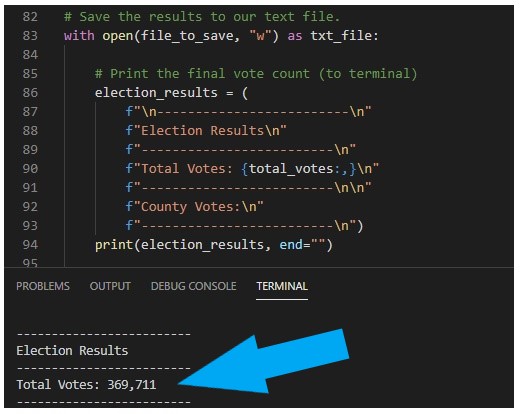 82 # Save the results to our text file.
83 with open(file_to_save, "w") as txt_file:
84
85 # Print the final vote count (to terminal)
86 election_results = (
87 f"\n-------------------------\n"
88 f"Election Results\n"
89 f"-------------------------\n"
90 f"Total Votes: {total_votes:,}\n"
91 f"-------------------------\n\n"
92 f"County Votes:\n"
93 f"-------------------------\n")
94 print(election_results, end="")
95
PROBLEMS OUTPUT DEBUG CONSOLE TERMINAL
-------------------------
Election Results
-------------------------
Total Votes: 369,711
-------------------------